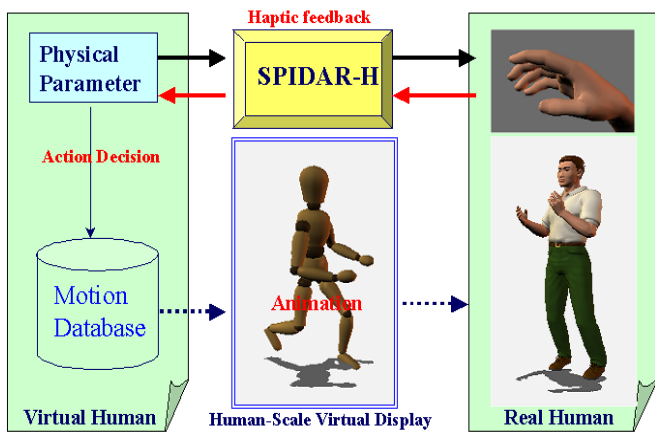 Haptic feedback
Physical
Parameter
SPIDAR-H
Action Decision
Motion
Database
Animation
Virtual Human
Human-Scale Virtual Display
Real Human